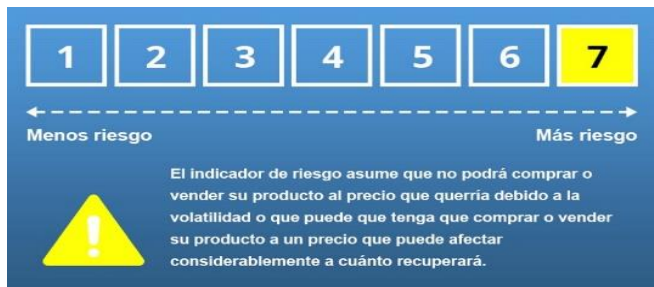 1 2 3 4 5 6 7
Menos riesgo Más riesgo
El indicador de riesgo asume que no podrá comprar o
vender su producto al precio que querría debido a la
volatilidad o que puede que tenga que comprar o vender
su producto a un precio que puede afectar
considerablemente a cuánto recuperará.
!